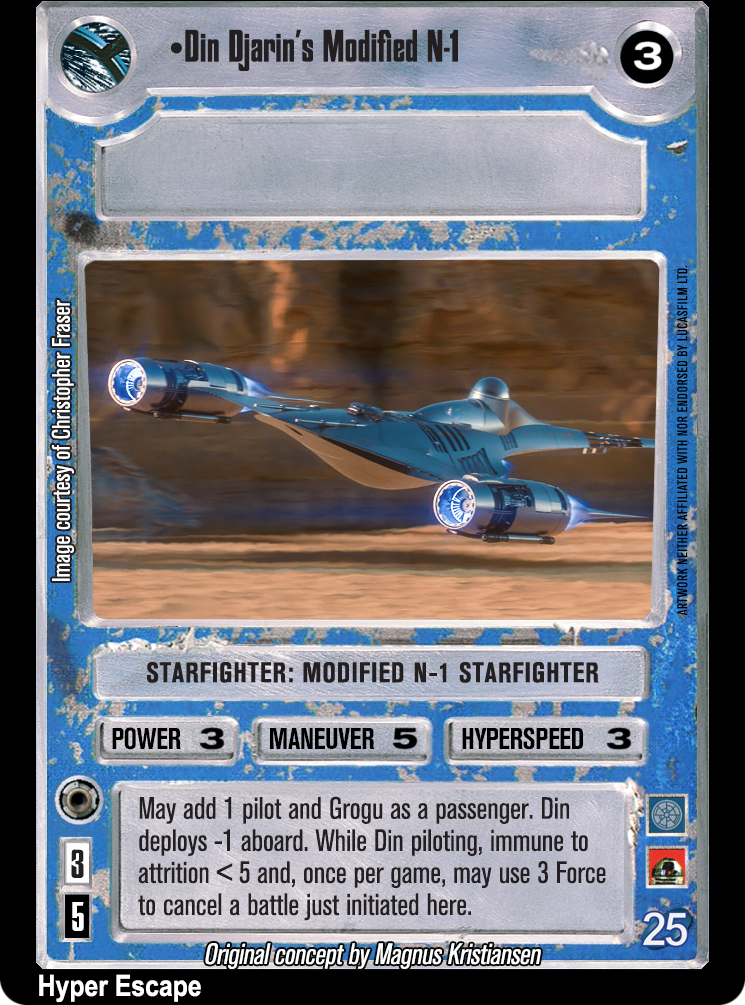 •Din Djarin's Modified N-1
3
Image courtesy of Christopher Fraser
ARTWORK NEITHER AFFILIATED WITH NOR ENDORSED BY LUCASFILM LTD.
STARFIGHTER: MODIFIED N-1 STARFIGHTER
POWER 3 MANEUVER 5 HYPERSPEED 3
May add 1 pilot and Grogu as a passenger. Din
deploys -1 aboard. While Din piloting, immune to
attrition < 5 and, once per game, may use 3 Force
to cancel a battle just initiated here.
3
5
25
Original concept by Magnus Kristiansen
Hyper Escape